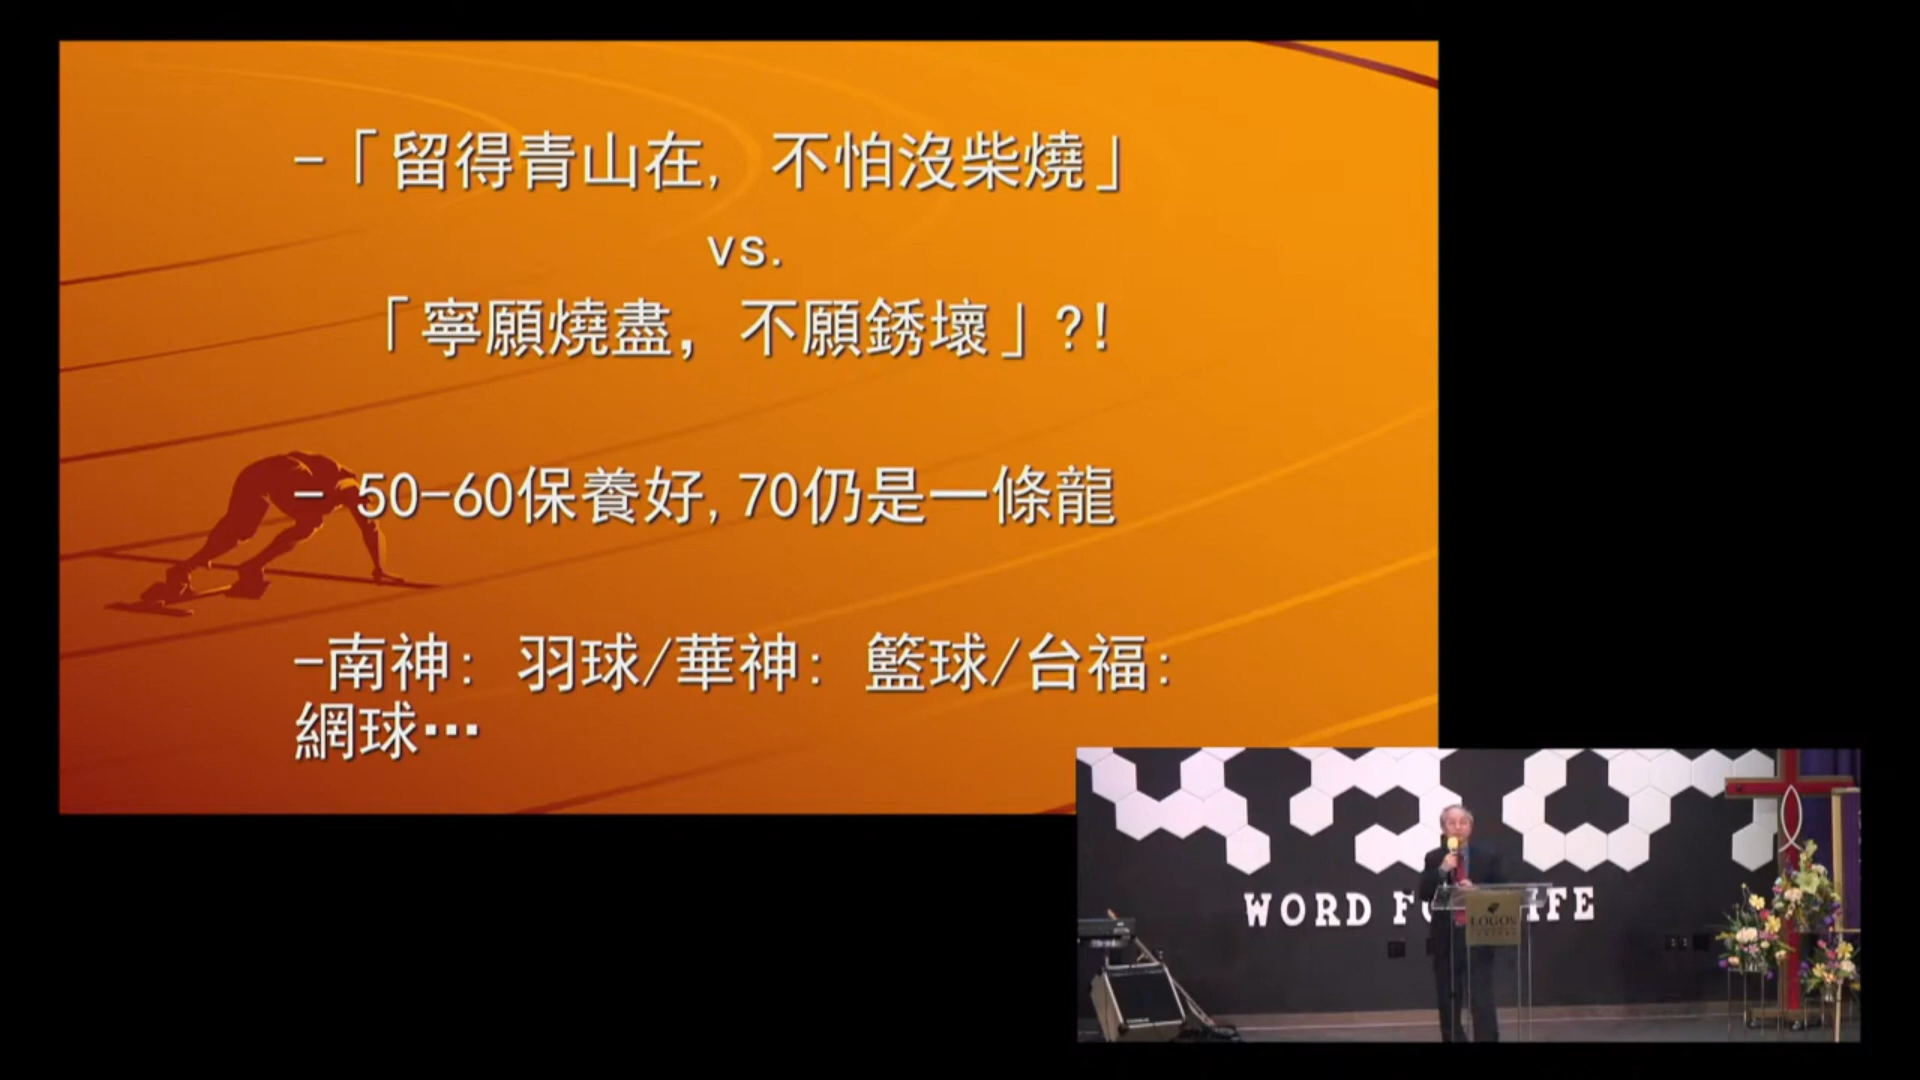 -「留得青山在, 不怕沒柴燒」
vs.
「寧願燒盡, 不願銹壞」?!
- 50-60保養好,70仍是一條龍
-南神: 羽球/華神: 籃球/台福:
網球…
WORD
LOGOS